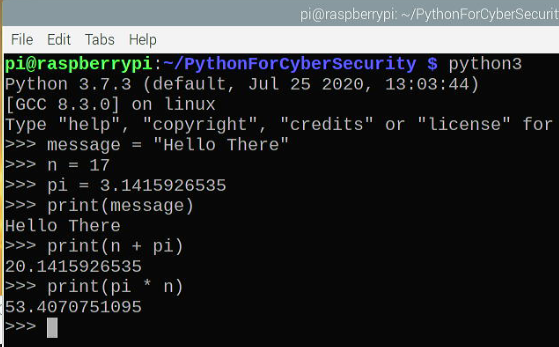 pi@raspberrypi: ~/PythonForCyberSecurit
File Edit Tabs Help
pi@raspberrypi:~/PythonForCyberSecurity $ python3
Python 3.7.3 (default, Jul 25 2020, 13:03:44)
[GCC 8.3.0] on linux
Type "help", "copyright", "credits" or "license" for
>>> message = "Hello There"
>>> n = 17
>>> pi = 3.1415926535
>>> print(message)
Hello There
>>> print(n + pi)
20.1415926535
>>> print(pi * n)
53.4070751095
>>>